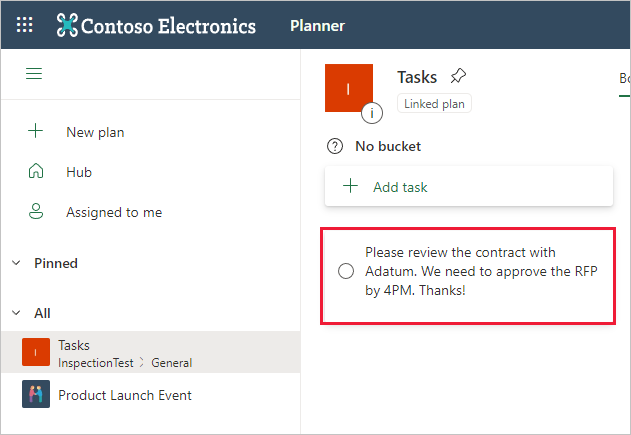 Contoso Electronics
Planner
Tasks
Linked plan
Bo
New plan
Hub
Assigned to me
Pinned
All
I
Tasks
InspectionTest > General
Product Launch Event
I
i
? No bucket
Add task
Please review the contract with
Adatum. We need to approve the RFP
by 4PM. Thanks!